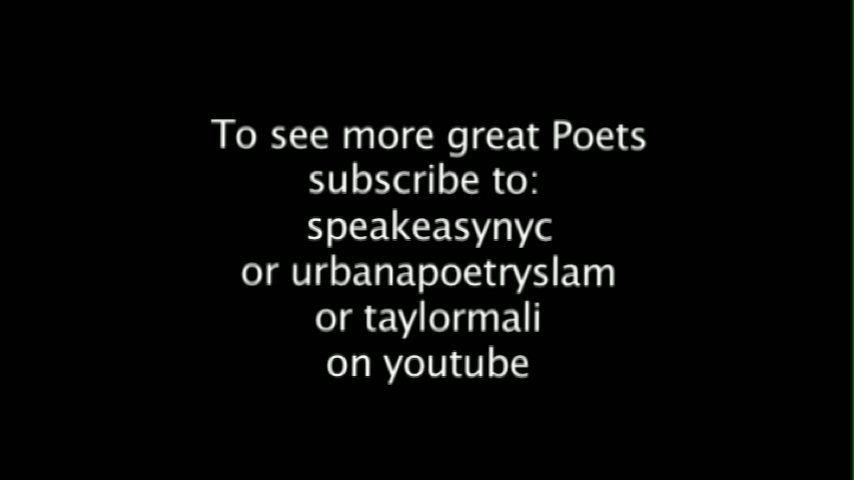 To see more great Poets
subscribe to:
speakeasynyc
or urbanapoetryslam
or taylormali
on youtube